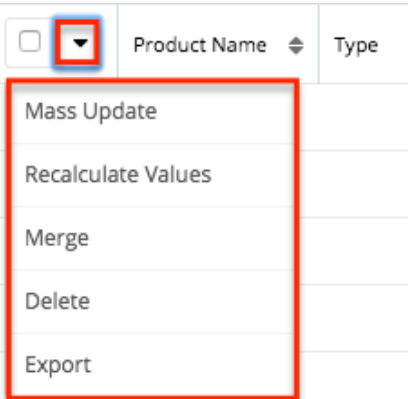 Product Name Type
Mass Update
Recalculate Values
Merge
Delete
Export